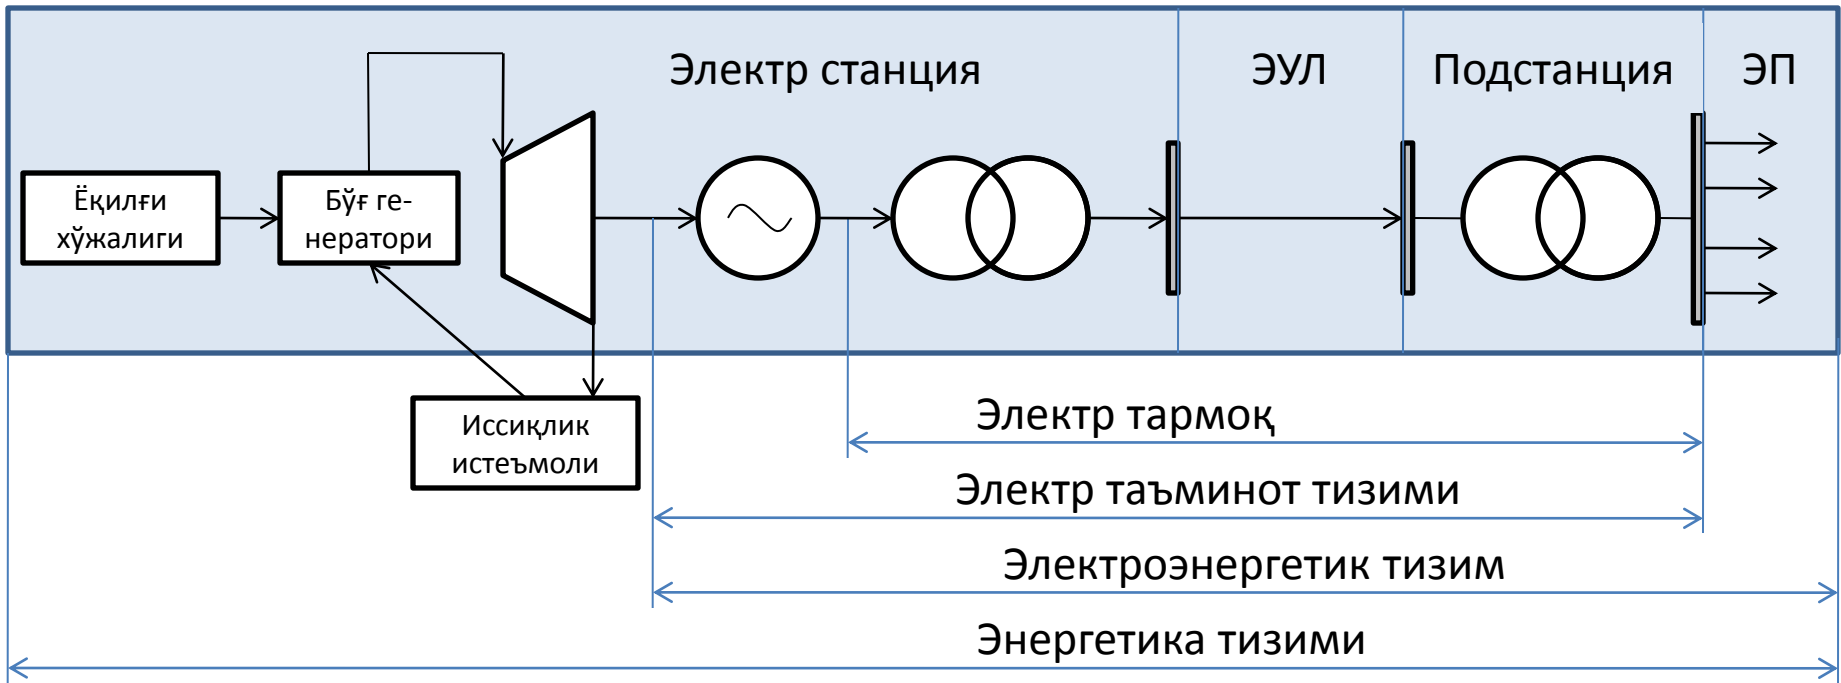 Электр станция
ЭУЛ
Подстанция
ЭП
Ёқилғи
хўжалиги
Бўғ ге-
нератори
Иссиқлик
истеъмоли
Электр тармоқ
Электр таъминот тизими
Электроэнергетик тизим
Энергетика тизими